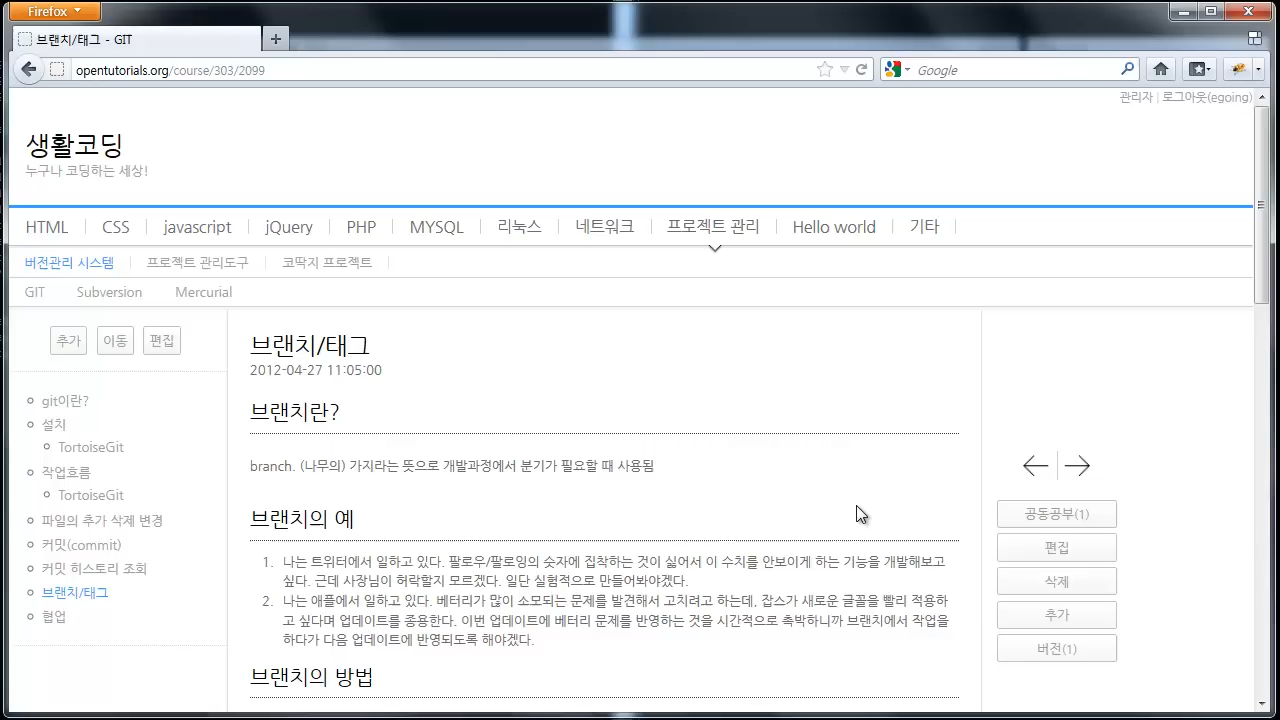 Firefox
브랜치/태그 - GIT
opentutorials.org/course/303/2099
Google
관리자 | 로그아웃(egoing)
생활코딩
누구나 코딩하는 세상!
HTML CSS javascript jQuery PHP MYSQL 리눅스 네트워크 프로젝트 관리 Hello world 기타
버전관리 시스템 프로젝트 관리도구 코딱지 프로젝트
GIT Subversion Mercurial
추가 이동 편집
git이란?
설치
TortoiseGit
작업흐름
TortoiseGit
파일의 추가 삭제 변경
커밋(commit)
커밋 히스토리 조회
브랜치/태그
협업
브랜치/태그
2012-04-27 11:05:00
브랜치란?
branch. (나무의) 가지라는 뜻으로 개발과정에서 분기가 필요할 때 사용됨
브랜치의 예
1. 나는 트위터에서 일하고 있다. 팔로우/팔로잉의 숫자에 집착하는 것이 싫어서 이 수치를 안보이게 하는 기능을 개발해보고
싶다. 근데 사장님이 허락할지 모르겠다. 일단 실험적으로 만들어봐야겠다.
2. 나는 애플에서 일하고 있다. 베터리가 많이 소모되는 문제를 발견해서 고치려고 하는데, 잡스가 새로운 글꼴을 빨리 적용하
고 싶다며 업데이트를 종용한다. 이번 업데이트에 베터리 문제를 반영하는 것을 시간적으로 촉박하니까 브랜치에서 작업을
하다가 다음 업데이트에 반영되도록 해야겠다.
브랜치의 방법
공동공부(1)
편집
삭제
추가
버전(1)